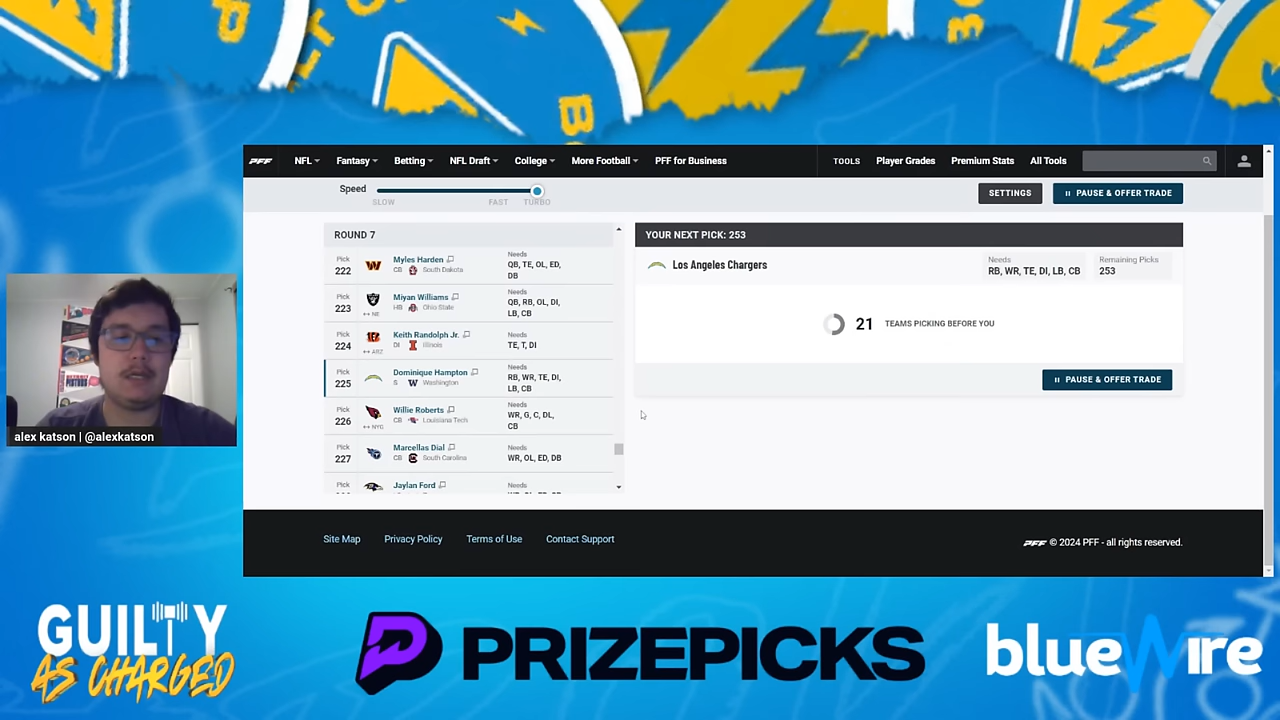 PFF
NFL
Fantasy
Betting
NFL Draft
College
More Football
PFF for Business
TOOLS
Player Grades
Premium Stats
All Tools
Speed
SLOW
FAST
TURBO
SETTINGS
PAUSE & OFFER TRADE
ROUND 7
Pick
222
Myles Harden
CB South Dakota
Needs
QB, TE, OL, ED,
DB
Pick
223
↔ NE
Miyan Williams
HB Ohio State
Needs
QB, RB, OL, DI,
LB, CB
Pick
224
↔ ARZ
Keith Randolph Jr.
DI Illinois
Needs
TE, T, DI
Pick
225
Dominique Hampton
S Washington
Needs
RB, WR, TE, DI,
LB, CB
Pick
226
↔ NYG
Willie Roberts
CB Louisiana Tech
Needs
WR, G, C, DL,
CB
Pick
227
Marcellas Dial
CB South Carolina
Needs
WR, OL, ED, DB
Pick
Jaylan Ford
Needs
YOUR NEXT PICK: 253
Los Angeles Chargers
Needs
RB, WR, TE, DI, LB, CB
Remaining Picks
253
21 TEAMS PICKING BEFORE YOU
PAUSE & OFFER TRADE
Site Map
Privacy Policy
Terms of Use
Contact Support
PFF © 2024 PFF - all rights reserved.
alex katson | @alexkatson
GUILTY
AS CHARGED
PRIZEPICKS
bluewire